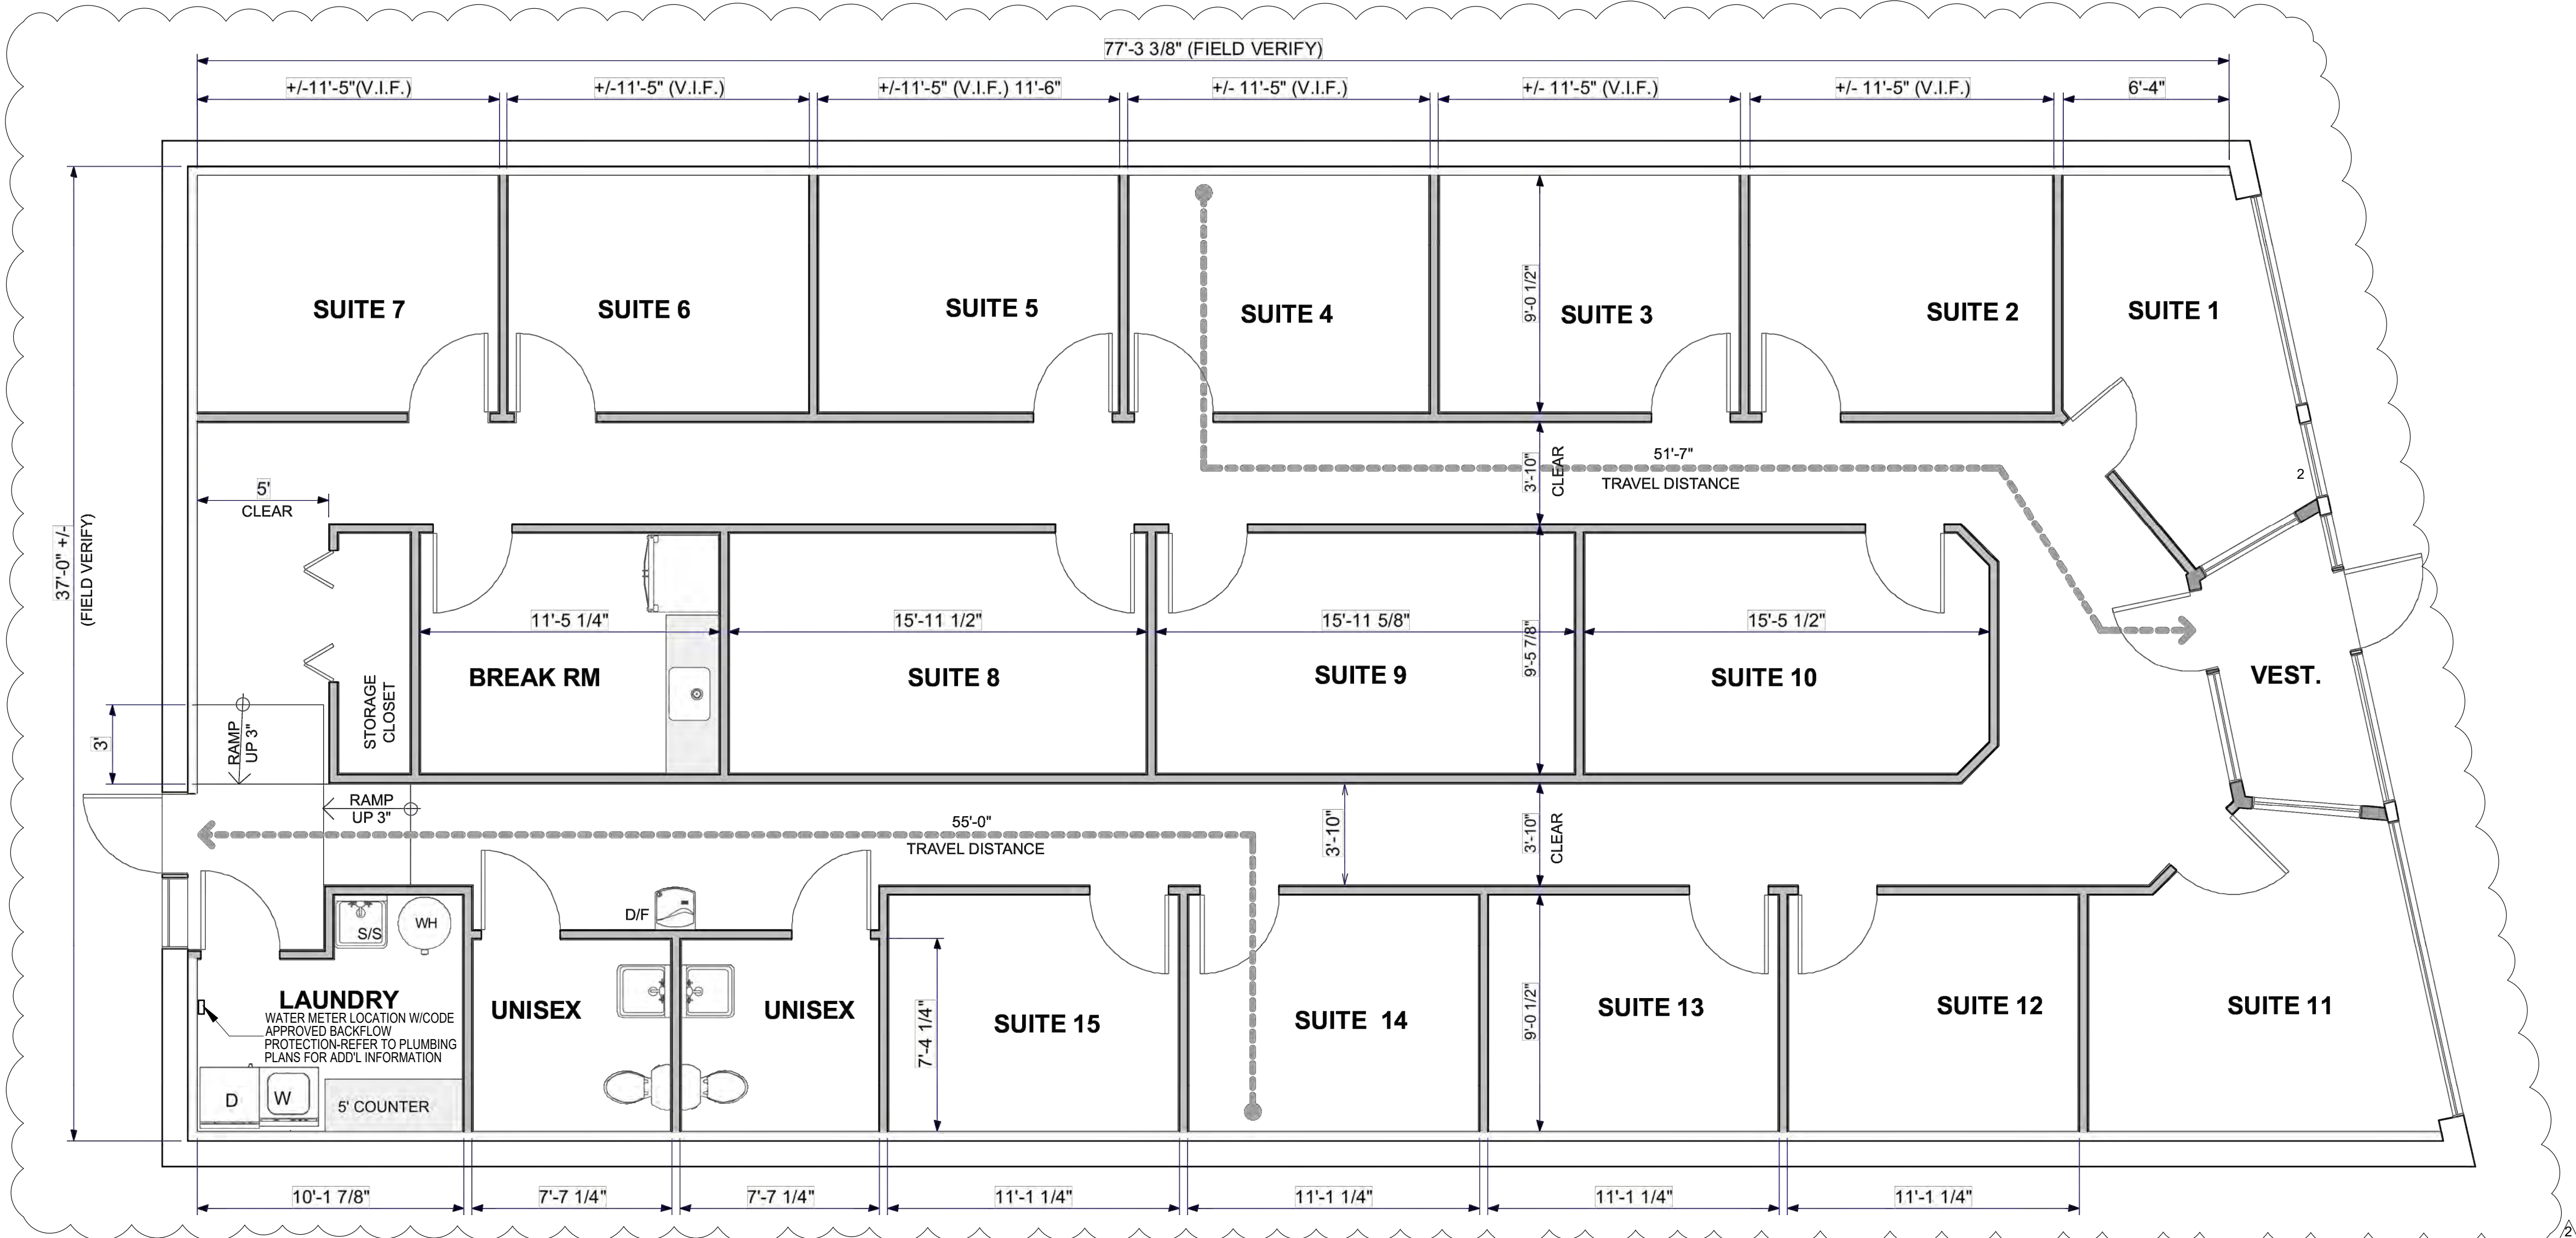 77'-3 3/8" (FIELD VERIFY)
+/-11'-5"(V.I.F.)
+/-11'-5" (V.I.F.)
+/-11'-5" (V.I.F.) 11'-6"
+/- 11'-5" (V.I.F.)
+/- 11'-5" (V.I.F.)
+/- 11'-5" (V.I.F.)
6'-4"
SUITE 7
SUITE 6
SUITE 5
SUITE 4
9'-0 1/2"
SUITE 3
SUITE 2
SUITE 1
37'-0" +/-
(FIELD VERIFY)
5'
CLEAR
3'-10"
CLEAR
51'-7"
TRAVEL DISTANCE
2
STORAGE
CLOSET
11'-5 1/4"
BREAK RM
15'-11 1/2"
SUITE 8
15'-11 5/8"
SUITE 9
9'-5 7/8"
15'-5 1/2"
SUITE 10
VEST.
3'
RAMP
UP 3"
RAMP
UP 3"
55'-0"
TRAVEL DISTANCE
3'-10"
3'-10"
CLEAR
S/S
WH
D/F
LAUNDRY
WATER METER LOCATION W/CODE
APPROVED BACKFLOW
PROTECTION-REFER TO PLUMBING
PLANS FOR ADD'L INFORMATION
D
W
5' COUNTER
UNISEX
UNISEX
7'-4 1/4"
SUITE 15
SUITE 14
9'-0 1/2"
SUITE 13
SUITE 12
SUITE 11
10'-1 7/8"
7'-7 1/4"
7'-7 1/4"
11'-1 1/4"
11'-1 1/4"
11'-1 1/4"
11'-1 1/4"
2